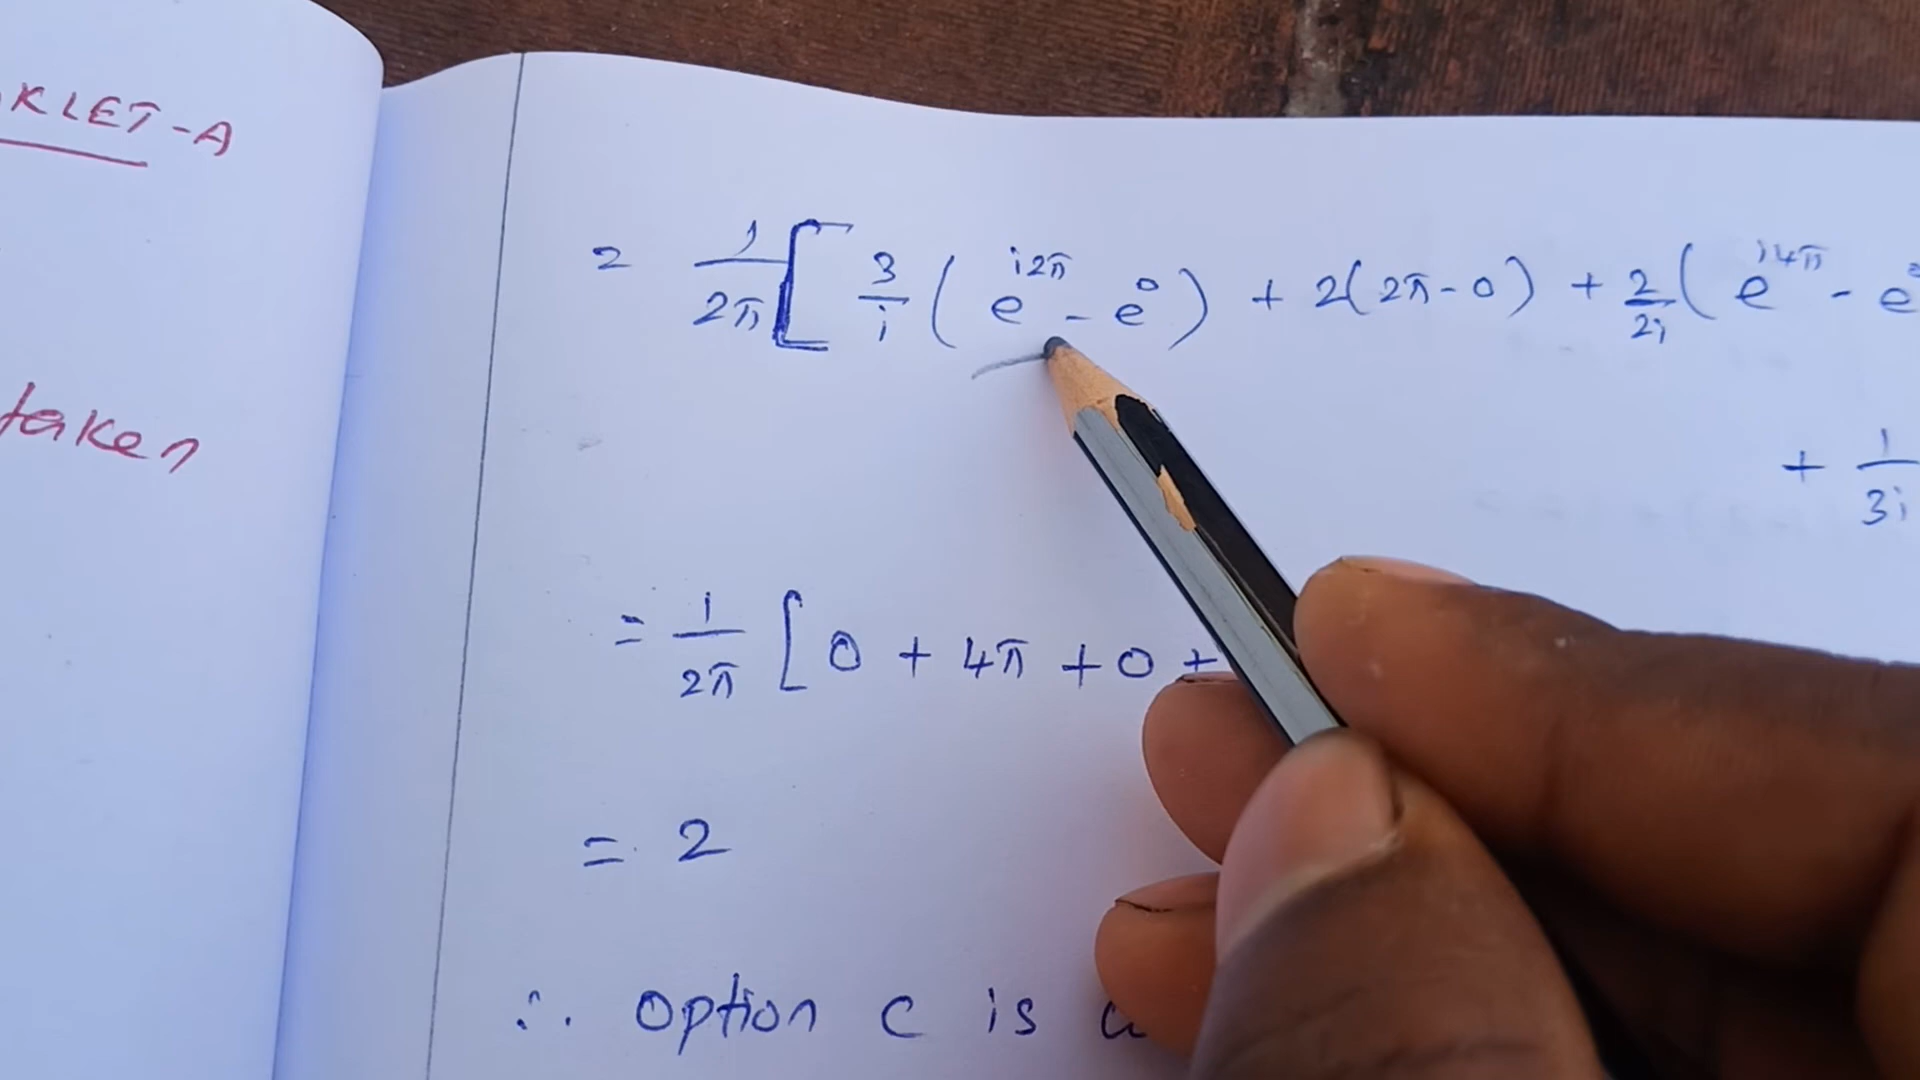 KLET-A
taken
= 1/2π [ 3/i ( e^i2π - e^0 ) + 2(2π-0) + 2/2i ( e^i4π - e^0
+ 1/3i
= 1/2π [ 0 + 4π + 0 +
= 2
∴ option c is